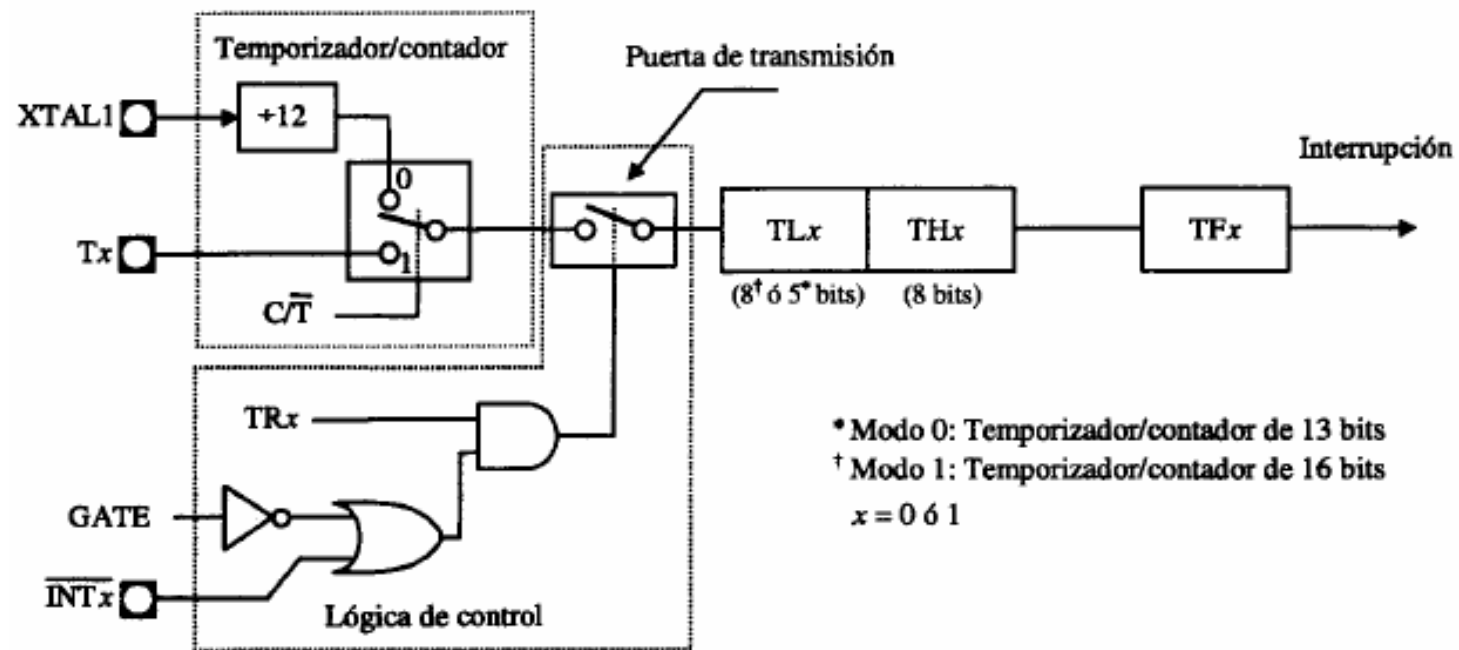 Temporizador/contador
Puerta de transmisión
XTAL1
+12
Interrupción
0
Tx
1
TLx
THx
TFx
(8† ó 5* bits)
(8 bits)
C/T̅
TRx
* Modo 0: Temporizador/contador de 13 bits
† Modo 1: Temporizador/contador de 16 bits
GATE
x = 0 ó 1
I̅N̅T̅x̅
Lógica de control